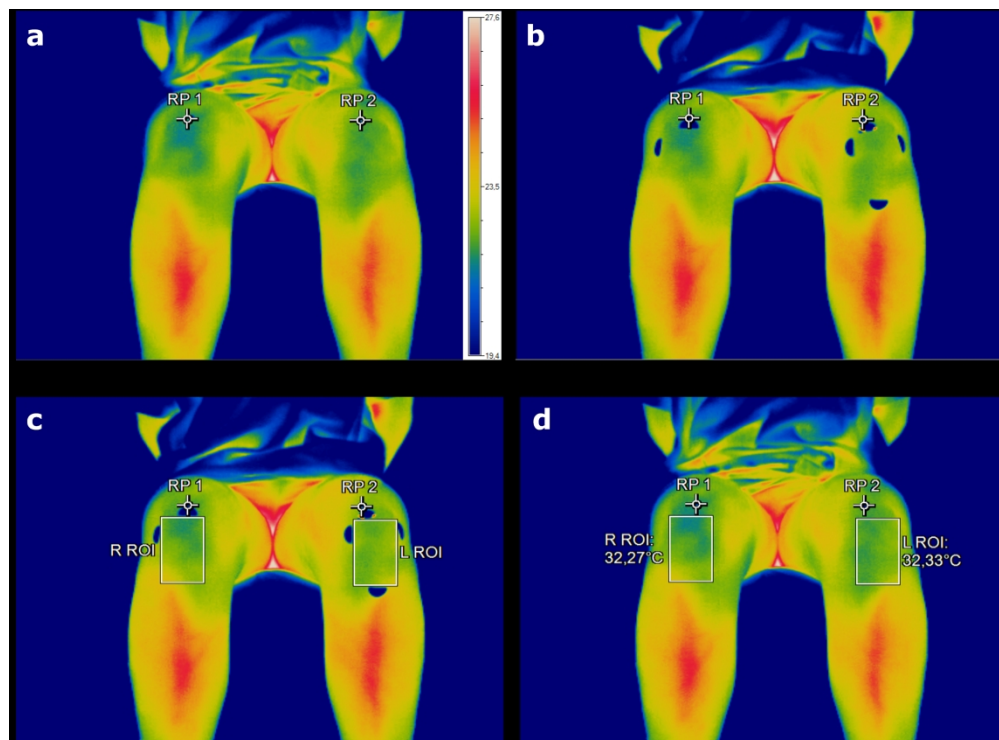 a
RP 1
RP 2
27,6
23.5
19.4
b
RP 1
RP 2
c
RP 1
RP 2
R ROI
L ROI
d
RP 1
RP 2
R ROI:
32,27°C
L ROI:
32,33°C